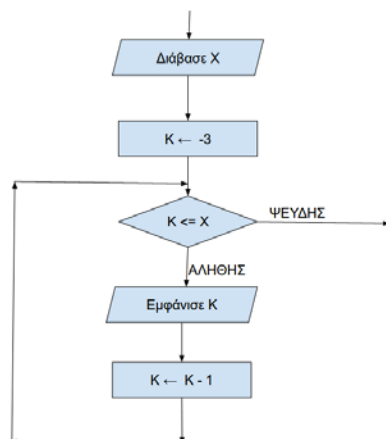 Διάβασε Χ
Κ ← -3
Κ <= Χ
ΨΕΥΔΗΣ
ΑΛΗΘΗΣ
Εμφάνισε Κ
Κ ← Κ - 1